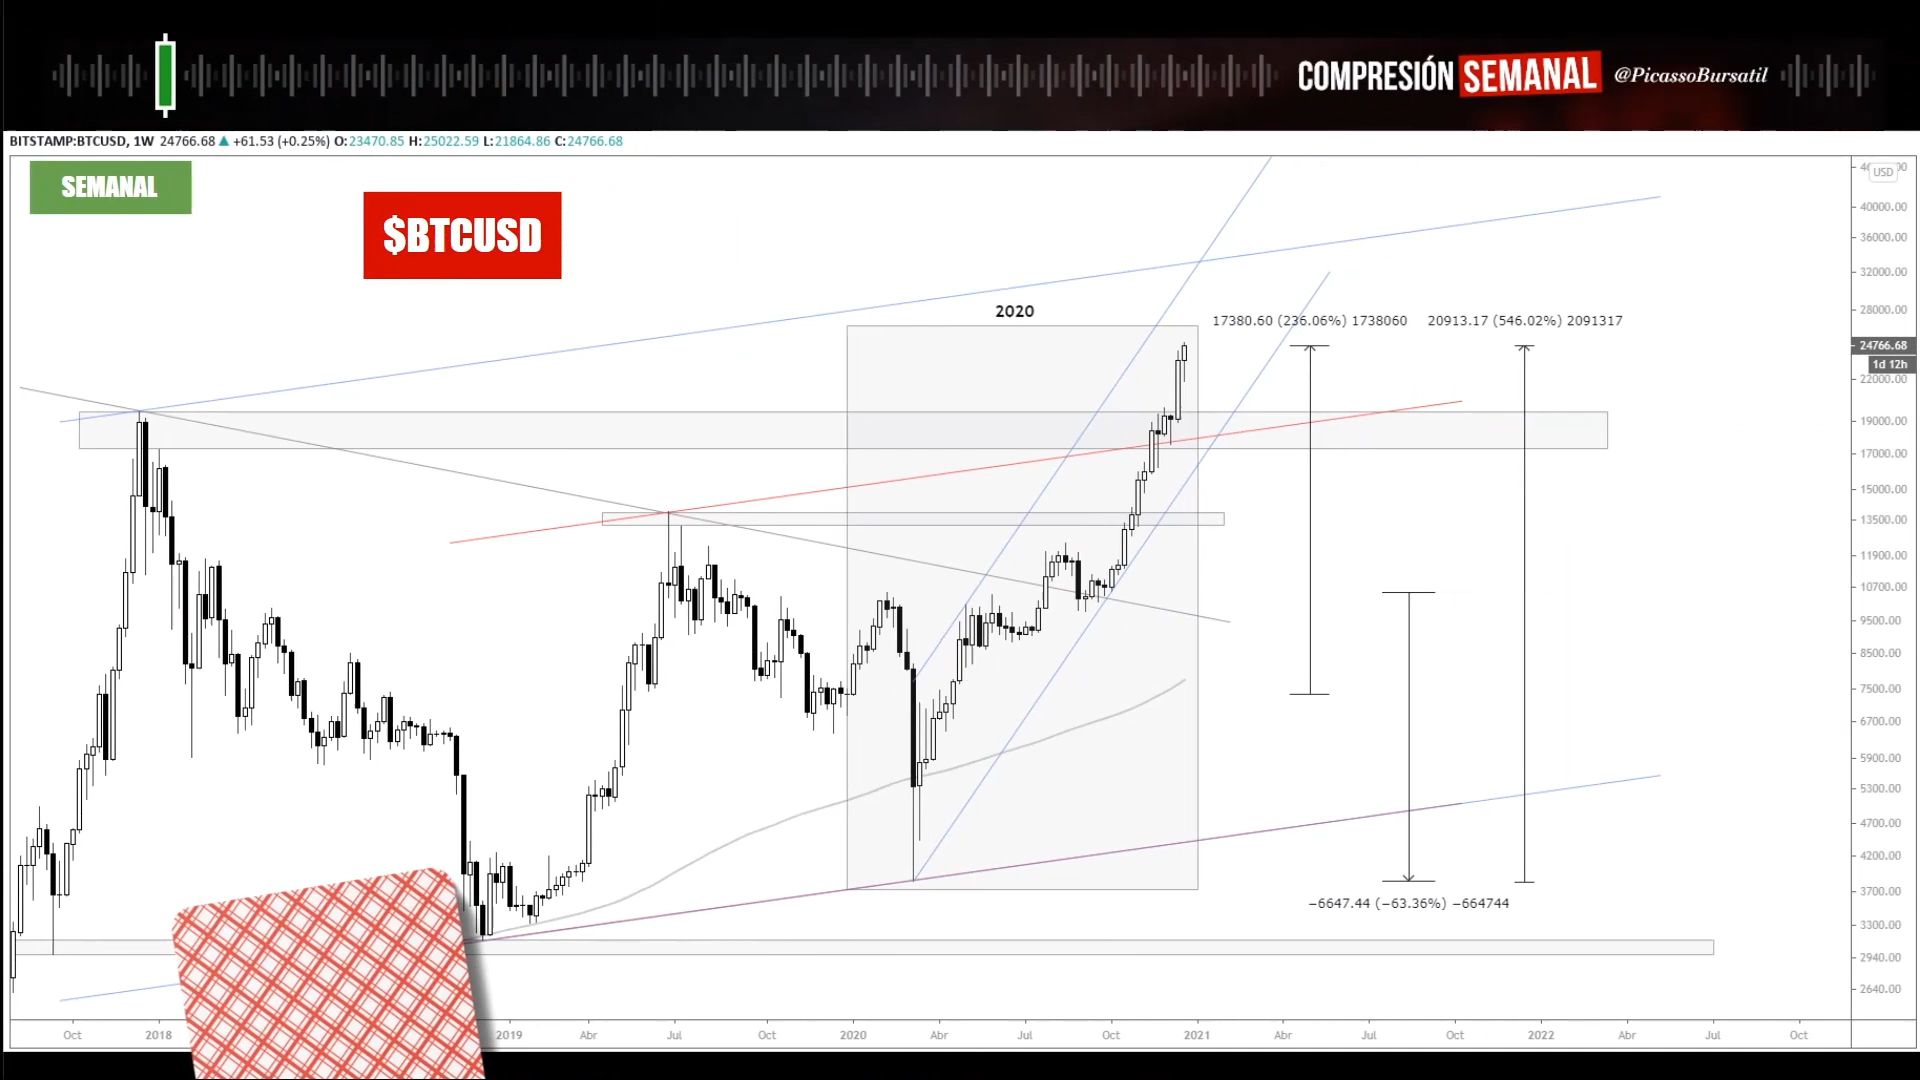 COMPRESIÓN SEMANAL @PicassoBursatil
BITSTAMP:BTCUSD, 1W 24766.68 ▲ +61.53 (+0.25%) O:23470.85 H:25022.59 L:21864.86 C:24766.68
SEMANAL
$BTCUSD
USD
40000.00
36000.00
32000.00
2020
28000.00
17380.60 (236.06%) 1738060
20913.17 (546.02%) 2091317
24766.68
1d 12h
22000.00
19000.00
17000.00
15000.00
13500.00
11900.00
10700.00
9500.00
8500.00
7500.00
6700.00
5900.00
5300.00
4700.00
4200.00
3700.00
−6647.44 (−63.36%) −664744
3300.00
2940.00
2640.00
Oct 2018 2019 Abr Jul Oct 2020 Abr Jul Oct 2021 Abr Jul Oct 2022 Abr Jul Oct